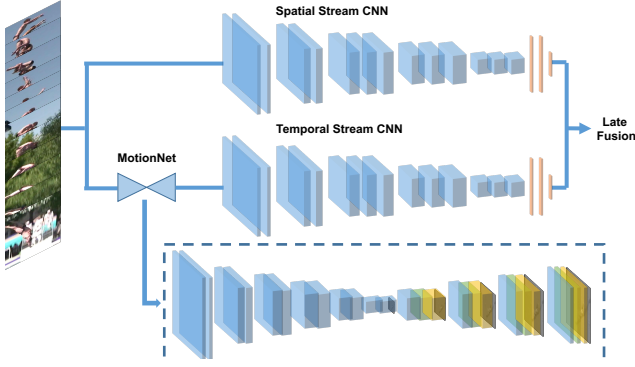 Spatial Stream CNN
Temporal Stream CNN
MotionNet
Late
Fusion